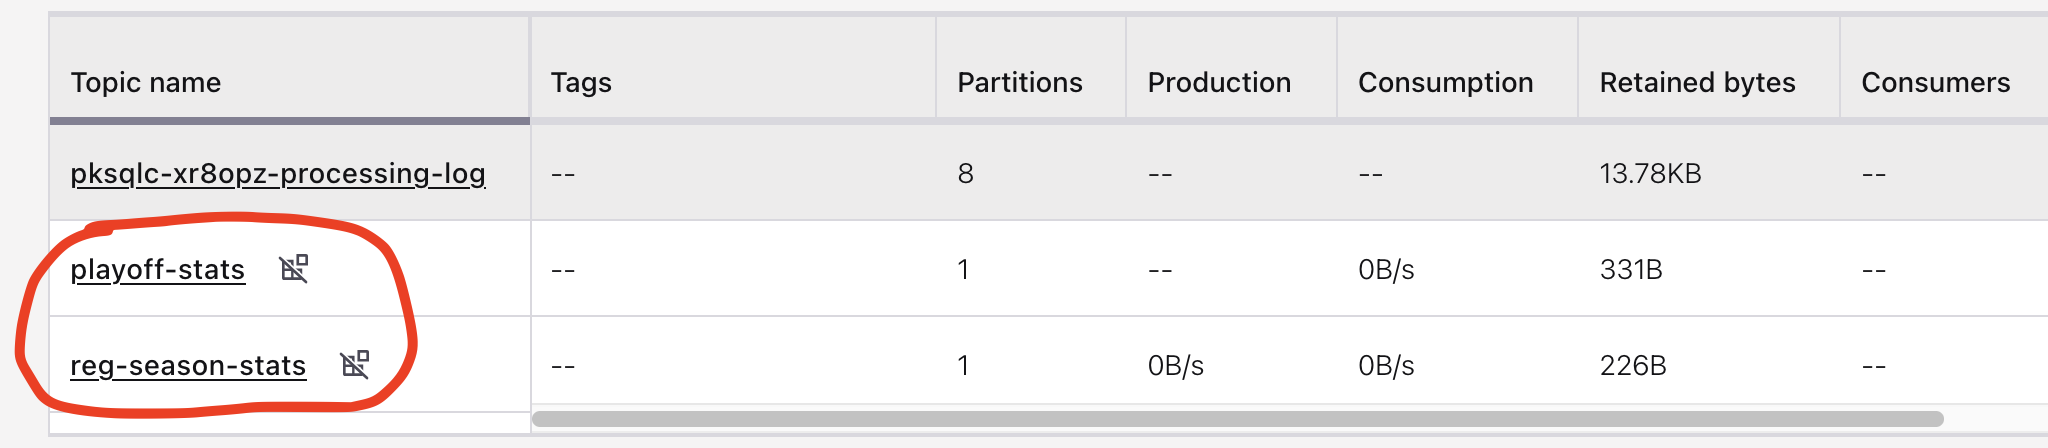 Topic name Tags Partitions Production Consumption Retained bytes Consumers
pksqlc-xr8opz-processing-log -- 8 -- -- 13.78KB --
playoff-stats -- 1 -- 0B/s 331B --
reg-season-stats -- 1 0B/s 0B/s 226B --